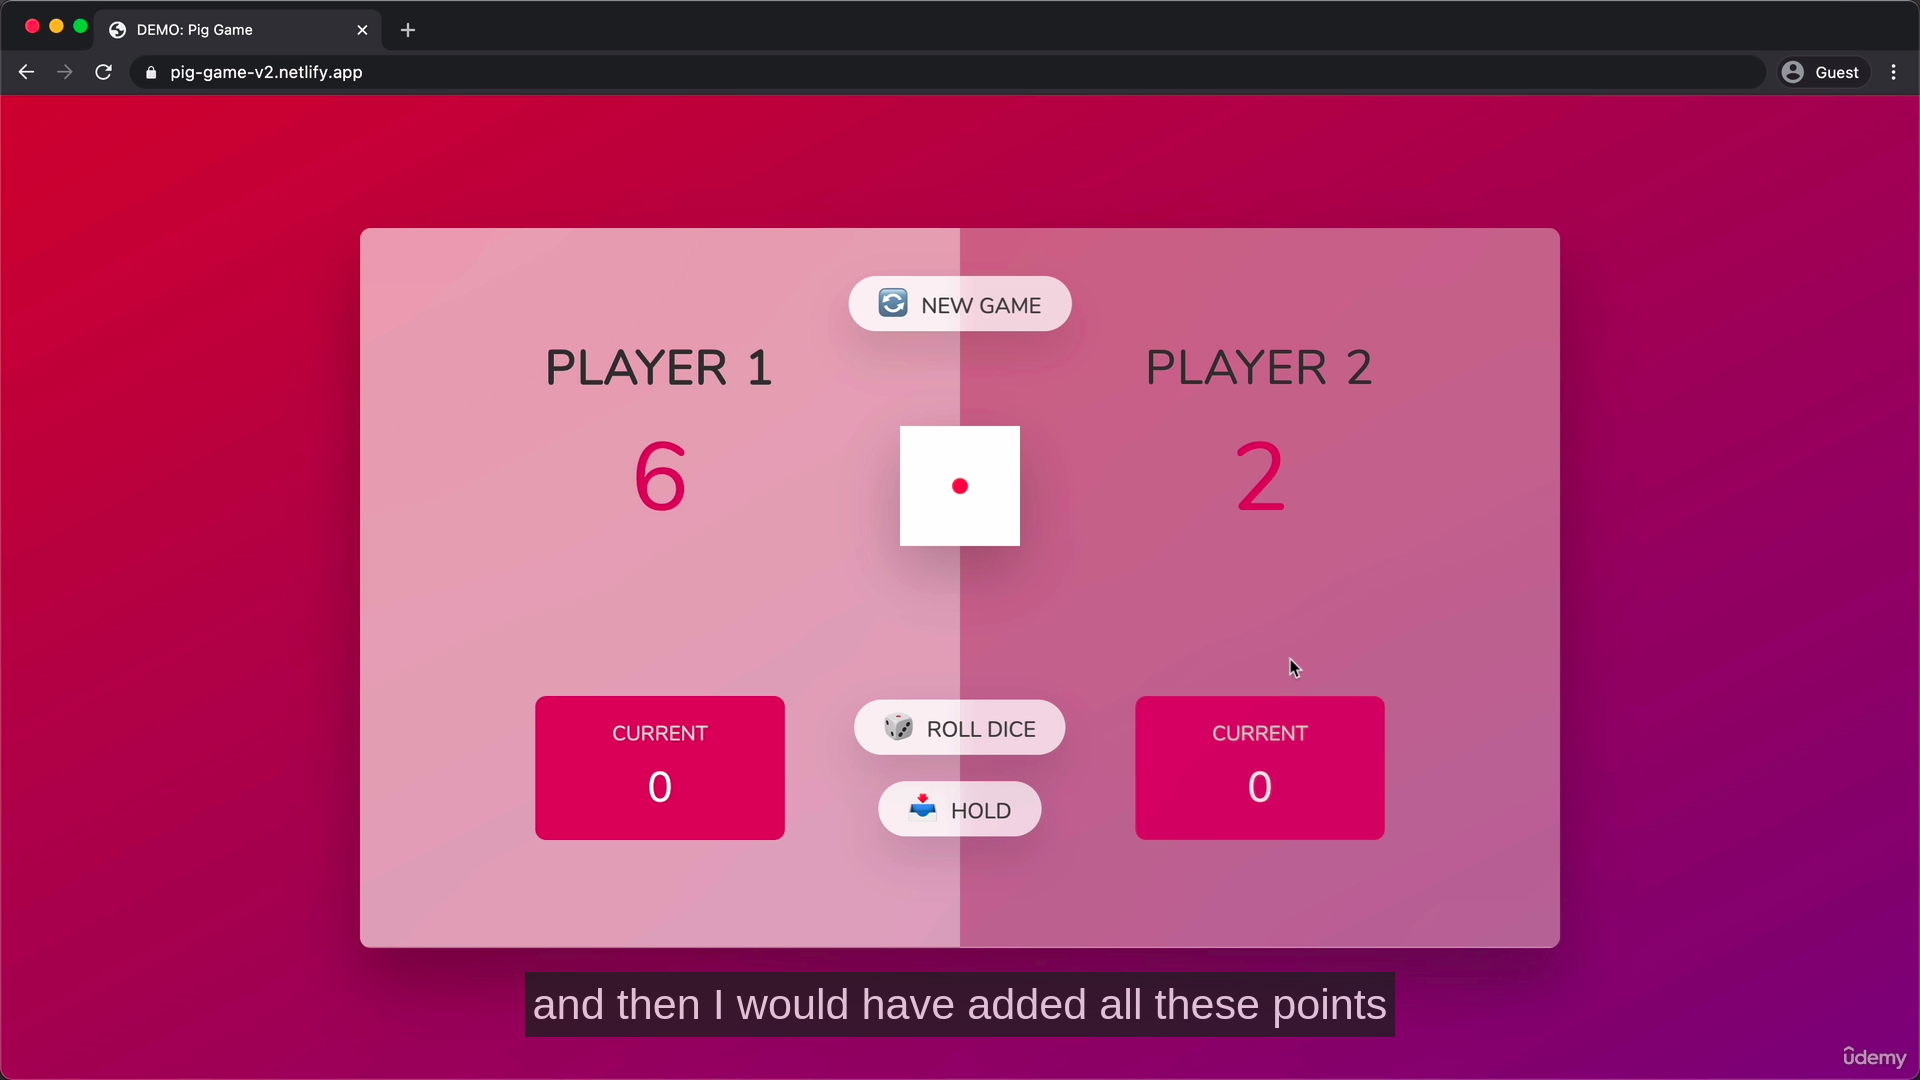 DEMO: Pig Game
pig-game-v2.netlify.app
Guest
NEW GAME
PLAYER 1
PLAYER 2
6
2
CURRENT
0
ROLL DICE
HOLD
CURRENT
0
and then I would have added all these points
ûdemy